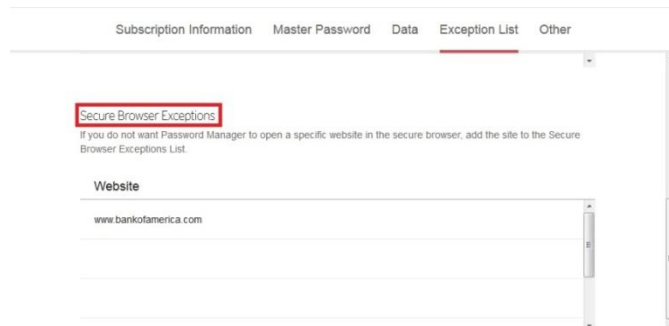 Subscription Information Master Password Data Exception List Other
Secure Browser Exceptions
If you do not want Password Manager to open a specific website in the secure browser, add the site to the Secure
Browser Exceptions List.
Website
www.bankofamerica.com